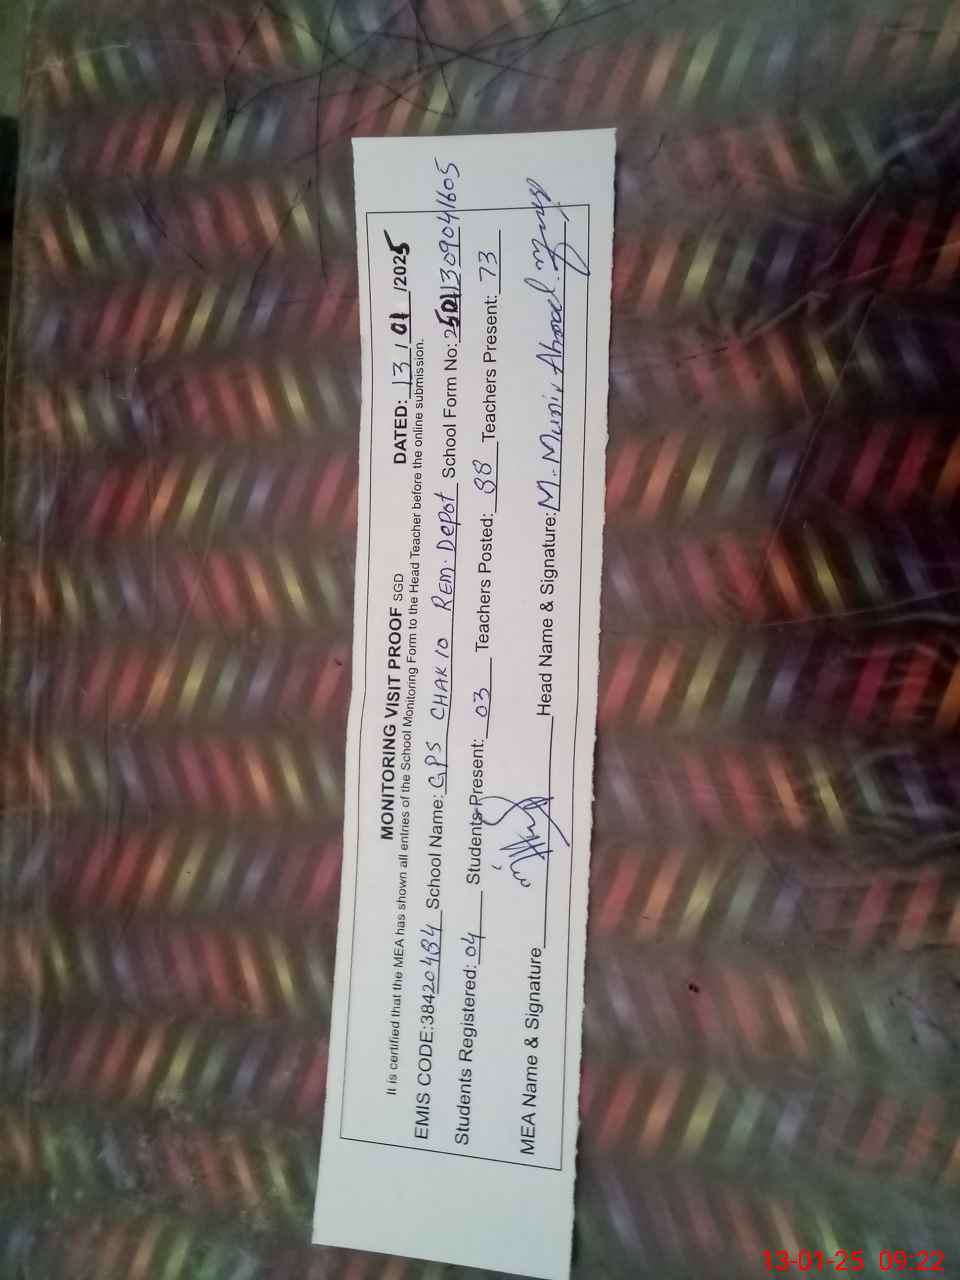 MONITORING VISIT PROOF SGD DATED: 13/01/2025
It is certified that the MEA has shown all entries of the School Monitoring Form to the Head Teacher before the online submission.
EMIS CODE:38420484 School Name: GPS CHAK 10 REM. Depot School Form No: 25011309041605
Students Registered: 04 Students Present: 03 Teachers Posted: 88 Teachers Present: 73
MEA Name & Signature Head Name & Signature: M. Munir Ahmed.
13-01-25 09:22